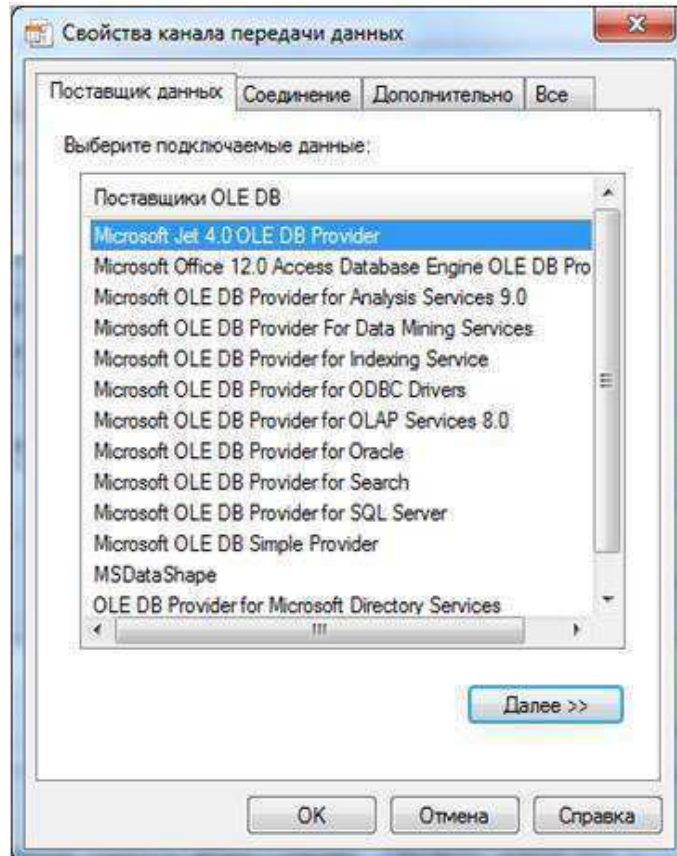 Свойства канала передачи данных
Поставщик данных Соединение Дополнительно Все
Выберите подключаемые данные:
Поставщики OLE DB
Microsoft Jet 4.0 OLE DB Provider
Microsoft Office 12.0 Access Database Engine OLE DB Pro
Microsoft OLE DB Provider for Analysis Services 9.0
Microsoft OLE DB Provider For Data Mining Services
Microsoft OLE DB Provider for Indexing Service
Microsoft OLE DB Provider for ODBC Drivers
Microsoft OLE DB Provider for OLAP Services 8.0
Microsoft OLE DB Provider for Oracle
Microsoft OLE DB Provider for Search
Microsoft OLE DB Provider for SQL Server
Microsoft OLE DB Simple Provider
MSDataShape
OLE DB Provider for Microsoft Directory Services
Далее >>
OK Отмена Справка